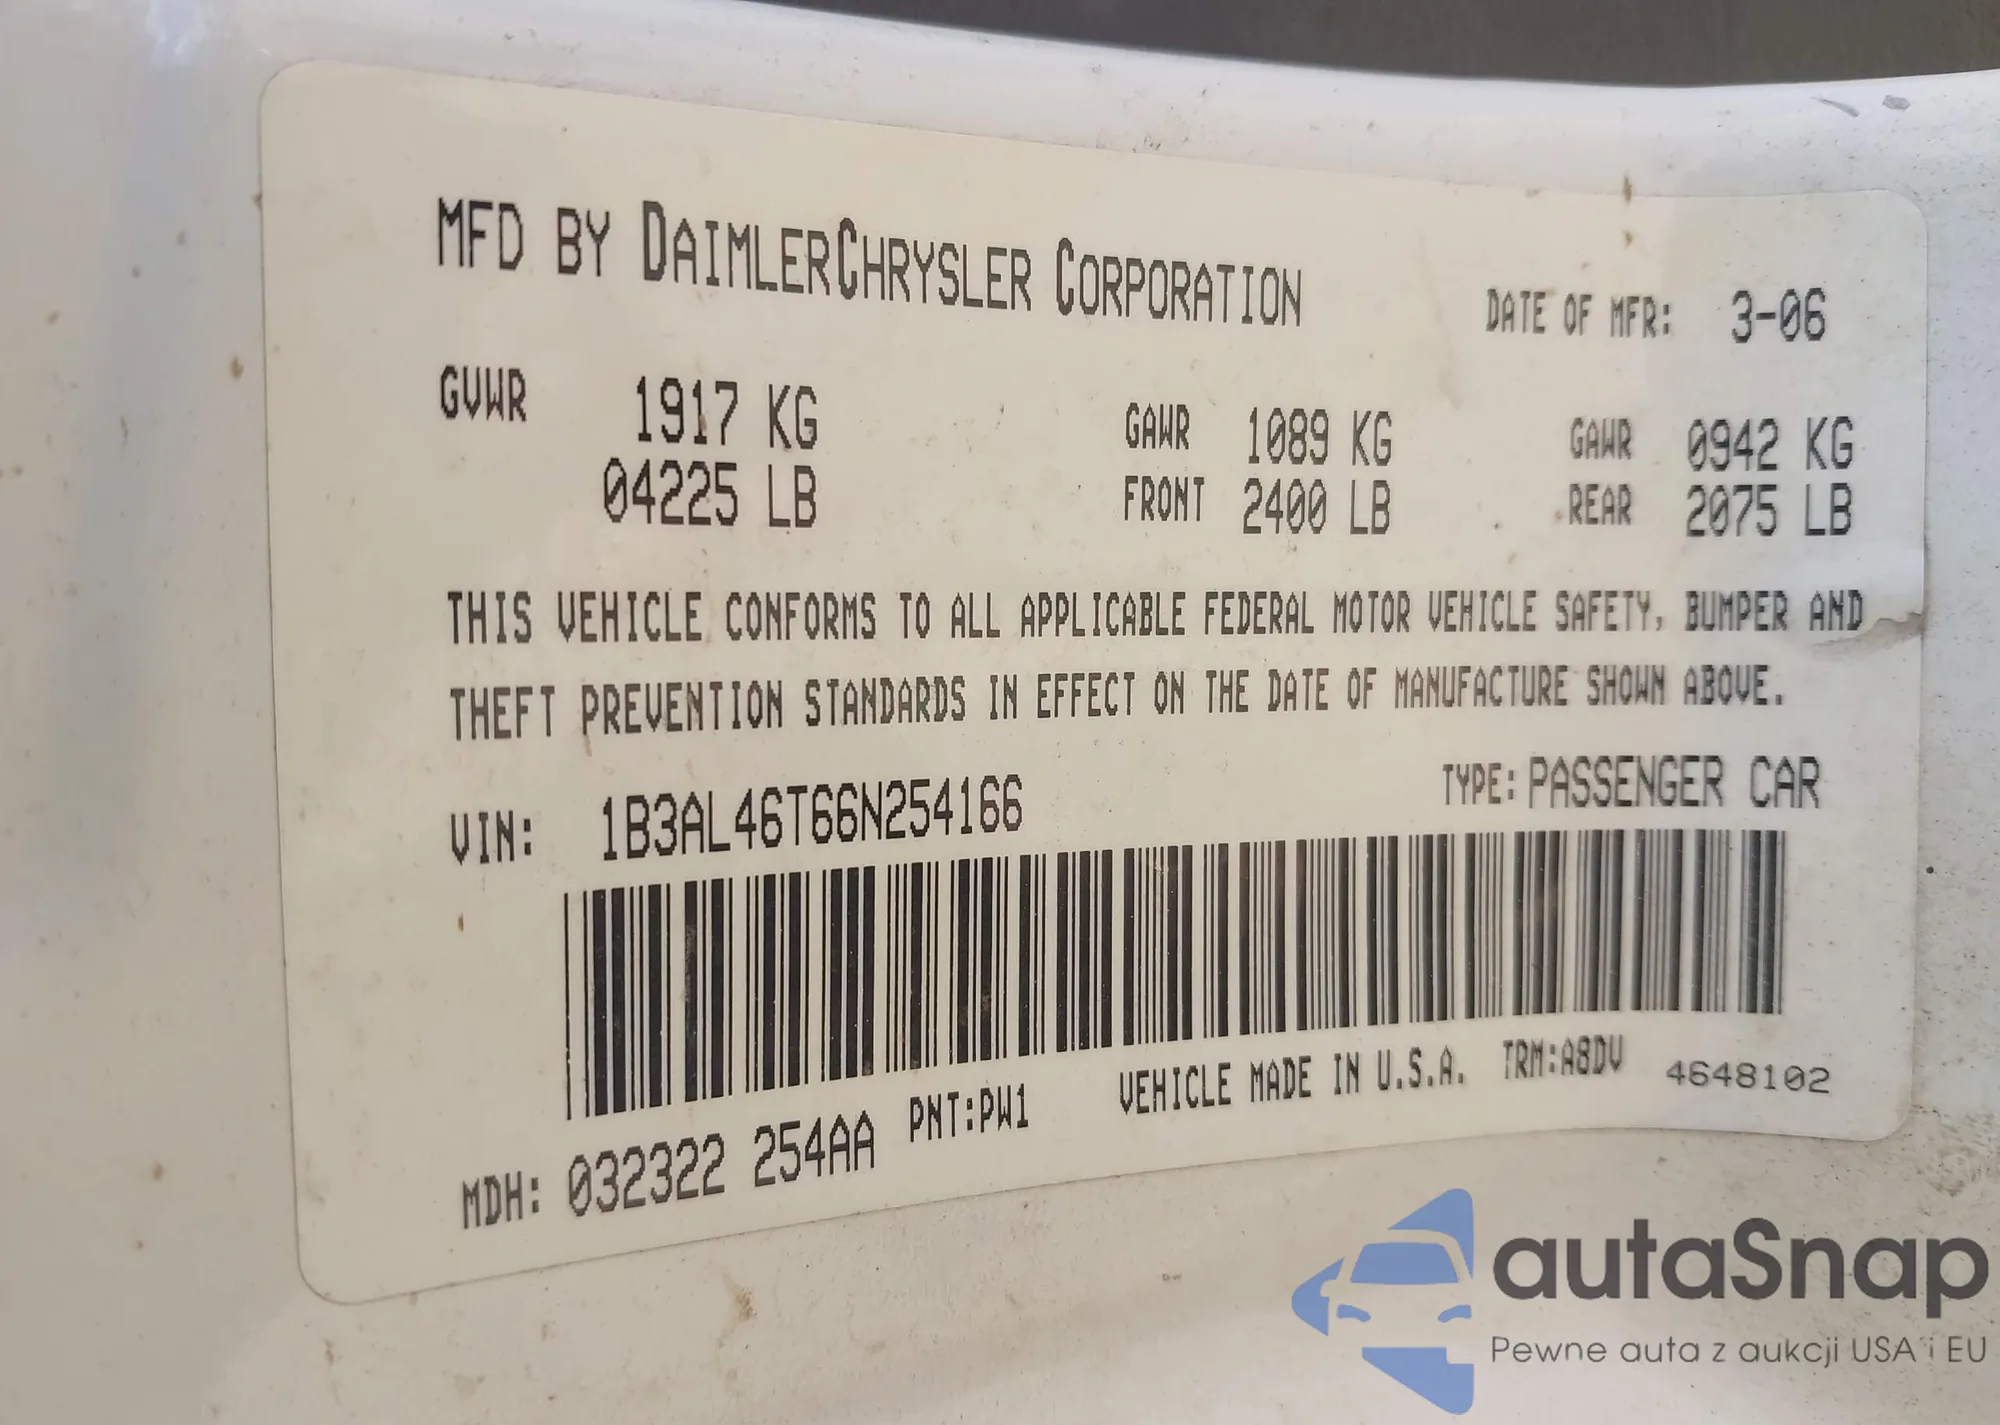 MFD BY DAIMLERCHRYSLER CORPORATION
DATE OF MFR: 3-06
GVWR 1917 KG GAWR 1089 KG GAWR 0942 KG
04225 LB FRONT 2400 LB REAR 2075 LB
THIS VEHICLE CONFORMS TO ALL APPLICABLE FEDERAL MOTOR VEHICLE SAFETY, BUMPER AND
THEFT PREVENTION STANDARDS IN EFFECT ON THE DATE OF MANUFACTURE SHOWN ABOVE.
VIN: 1B3AL46T66N254166 TYPE: PASSENGER CAR
MDH: 032322 254AA PNT:PW1 VEHICLE MADE IN U.S.A. TRM:A8DV 4648102
autaSnap
Pewne auta z aukcji USA i EU